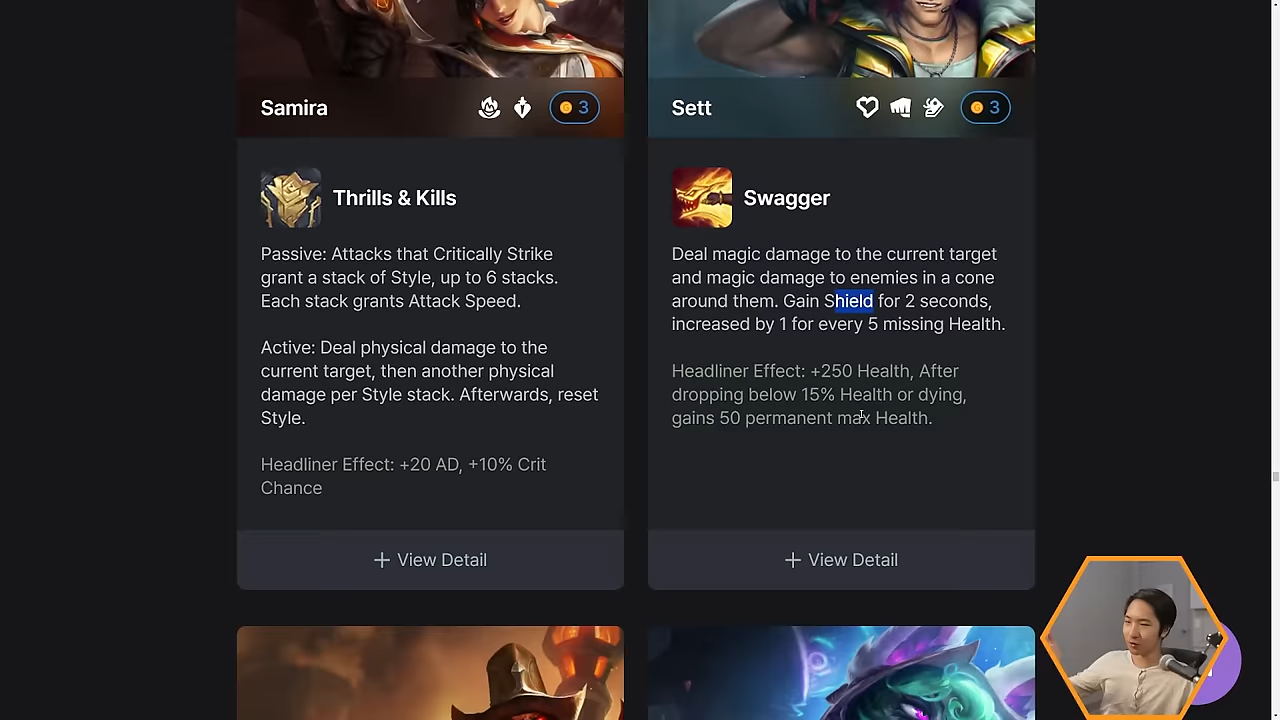 Samira
3
Thrills & Kills
Passive: Attacks that Critically Strike
grant a stack of Style, up to 6 stacks.
Each stack grants Attack Speed.
Active: Deal physical damage to the
current target, then another physical
damage per Style stack. Afterwards, reset
Style.
Headliner Effect: +20 AD, +10% Crit
Chance
+ View Detail
Sett
3
Swagger
Deal magic damage to the current target
and magic damage to enemies in a cone
around them. Gain Shield for 2 seconds,
increased by 1 for every 5 missing Health.
Headliner Effect: +250 Health, After
dropping below 15% Health or dying,
gains 50 permanent max Health.
+ View Detail